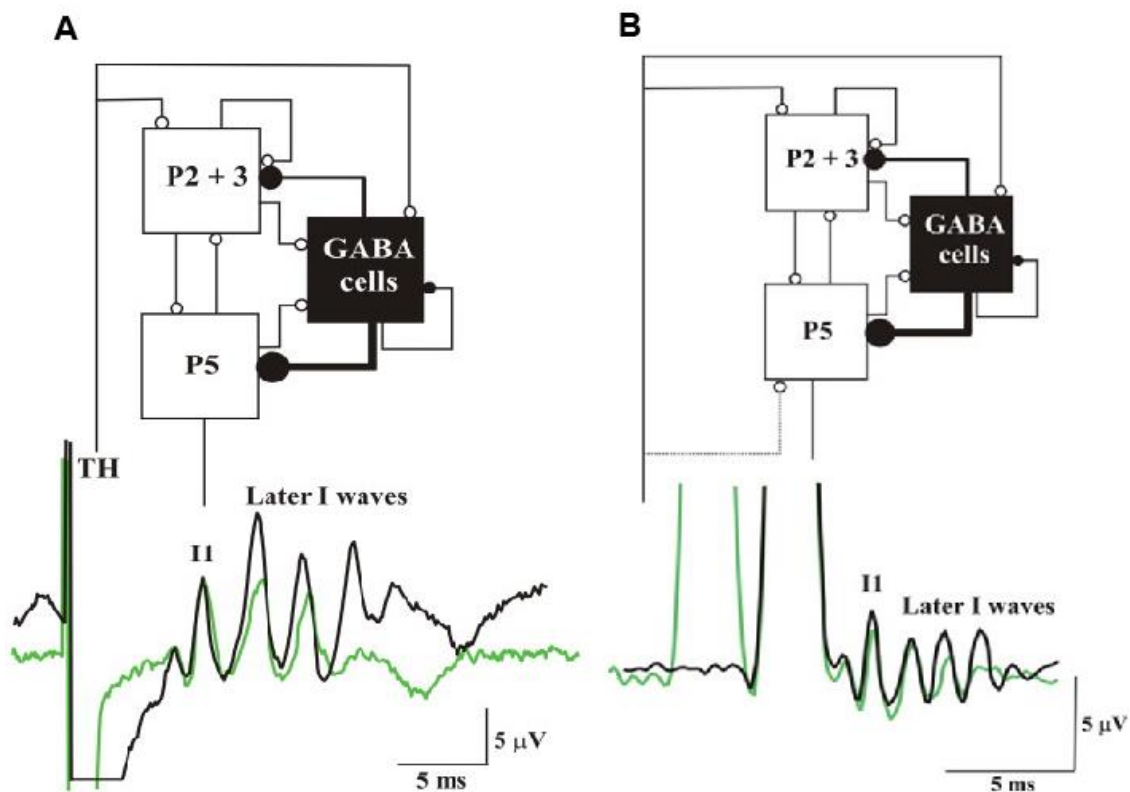 A
P2 + 3
GABA
cells
P5
TH
Later I waves
I1
5 μV
5 ms
B
P2 + 3
GABA
cells
P5
I1
Later I waves
5 μV
5 ms